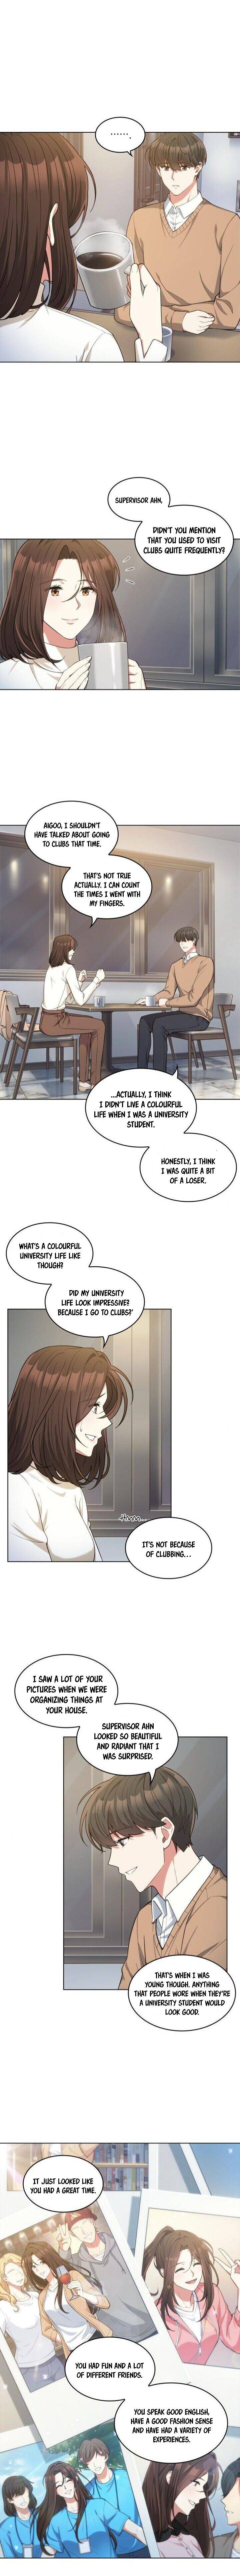 ......
SUPERVISOR AHN,
DIDN'T YOU MENTION
THAT YOU USED TO VISIT
CLUBS QUITE FREQUENTLY?
AIGOO, I SHOULDN'T
HAVE TALKED ABOUT GOING
TO CLUBS THAT TIME.
THAT'S NOT TRUE
ACTUALLY. I CAN COUNT
THE TIMES I WENT WITH
MY FINGERS.
...ACTUALLY, I THINK
I DIDN'T LIVE A COLOURFUL
LIFE WHEN I WAS A UNIVERSITY
STUDENT.
HONESTLY, I THINK
I WAS QUITE A BIT
OF A LOSER.
WHAT'S A COLOURFUL
UNIVERSITY LIFE LIKE
THOUGH?
DID MY UNIVERSITY
LIFE LOOK IMPRESSIVE?
BECAUSE I GO TO CLUBS?'
IT'S NOT BECAUSE
OF CLUBBING...
I SAW A LOT OF YOUR
PICTURES WHEN WE WERE
ORGANIZING THINGS AT
YOUR HOUSE.
SUPERVISOR AHN
LOOKED SO BEAUTIFUL
AND RADIANT THAT I
WAS SURPRISED.
THAT'S WHEN I WAS
YOUNG THOUGH. ANYTHING
THAT PEOPLE WORE WHEN THEY'RE
A UNIVERSITY STUDENT WOULD
LOOK GOOD.
IT JUST LOOKED LIKE
YOU HAD A GREAT TIME.
YOU HAD FUN AND A LOT
OF DIFFERENT FRIENDS.
YOU SPEAK GOOD ENGLISH,
HAVE A GOOD FASHION SENSE
AND HAVE HAD A VARIETY OF
EXPERIENCES.